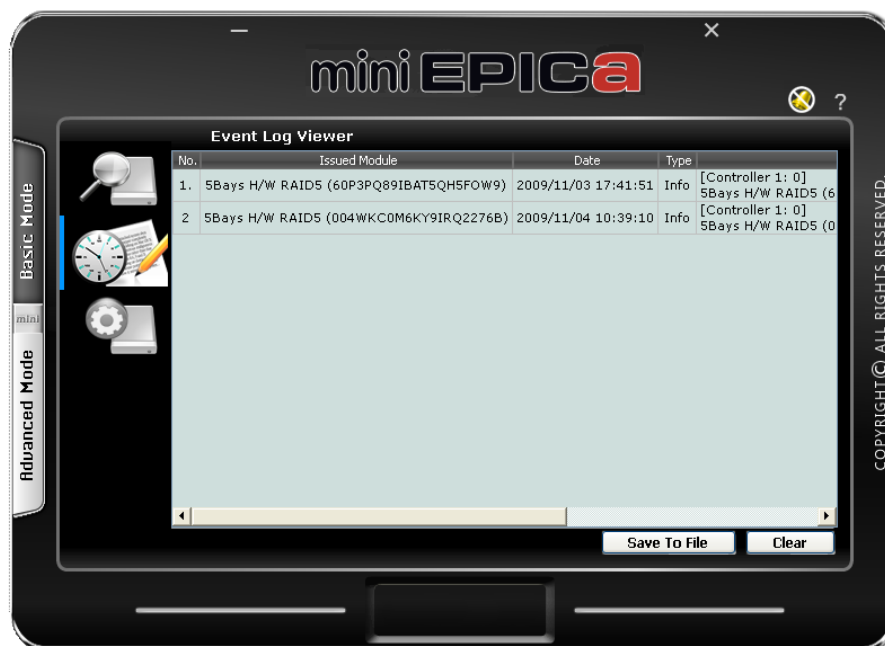 mini EPICa
?
Event Log Viewer
No. Issued Module Date Type
1. 5Bays H/W RAID5 (60P3PQ89IBAT5QH5FOW9) 2009/11/03 17:41:51 Info [Controller 1: 0]
5Bays H/W RAID5 (6
2 5Bays H/W RAID5 (004WKC0M6KY9IRQ2276B) 2009/11/04 10:39:10 Info [Controller 1: 0]
5Bays H/W RAID5 (0
Save To File Clear
Basic Mode
mini
Advanced Mode
COPYRIGHT© ALL RIGHTS RESERVED.